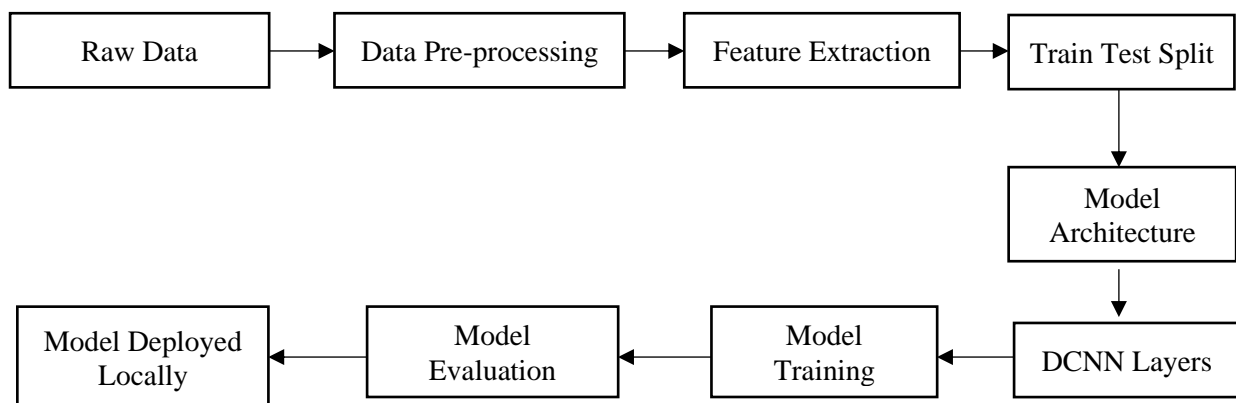 Raw Data
Data Pre-processing
Feature Extraction
Train Test Split
Model
Architecture
DCNN Layers
Model
Training
Model
Evaluation
Model Deployed
Locally